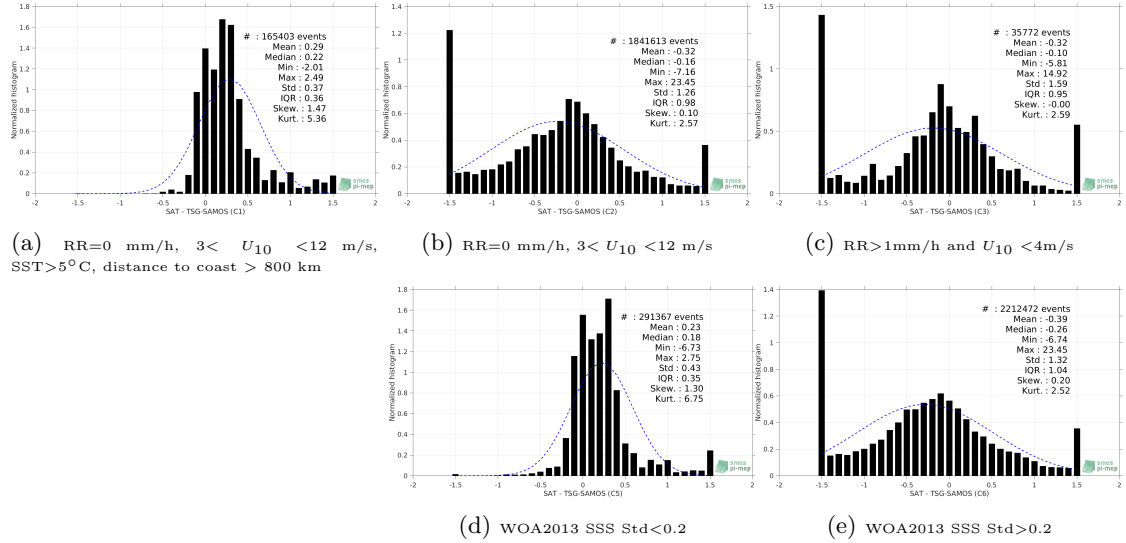 Normalized histogram
1.8
1.6
1.4
1.2
1
0.8
0.6
0.4
0.2
0
-2 -1.5 -1 -0.5 0 0.5 1 1.5 2
SAT - TSG-SAMOS (C1)
# : 165403 events
Mean : 0.29
Median : 0.22
Min : -2.01
Max : 2.49
Std : 0.37
IQR : 0.36
Skew. : 1.47
Kurt. : 5.36
smos
pi-mep
(a) RR=0 mm/h, 3< U10 <12 m/s,
SST>5°C, distance to coast > 800 km
Normalized histogram
1.4
1.2
1
0.8
0.6
0.4
0.2
0
-2 -1.5 -1 -0.5 0 0.5 1 1.5 2
SAT - TSG-SAMOS (C2)
# : 1841613 events
Mean : -0.32
Median : -0.16
Min : -7.16
Max : 23.45
Std : 1.26
IQR : 0.98
Skew. : 0.10
Kurt. : 2.57
smos
pi-mep
(b) RR=0 mm/h, 3< U10 <12 m/s
Normalized histogram
1.5
1
0.5
0
-2 -1.5 -1 -0.5 0 0.5 1 1.5 2
SAT - TSG-SAMOS (C3)
# : 35772 events
Mean : -0.32
Median : -0.10
Min : -5.81
Max : 14.92
Std : 1.59
IQR : 0.95
Skew. : -0.00
Kurt. : 2.59
smos
pi-mep
(c) RR>1mm/h and U10 <4m/s
Normalized histogram
1.8
1.6
1.4
1.2
1
0.8
0.6
0.4
0.2
0
-2 -1.5 -1 -0.5 0 0.5 1 1.5 2
SAT - TSG-SAMOS (C5)
# : 291367 events
Mean : 0.23
Median : 0.18
Min : -6.73
Max : 2.75
Std : 0.43
IQR : 0.35
Skew. : 1.30
Kurt. : 6.75
smos
pi-mep
(d) WOA2013 SSS Std<0.2
Normalized histogram
1.4
1.2
1
0.8
0.6
0.4
0.2
0
-2 -1.5 -1 -0.5 0 0.5 1 1.5 2
SAT - TSG-SAMOS (C6)
# : 2212472 events
Mean : -0.39
Median : -0.26
Min : -6.74
Max : 23.45
Std : 1.32
IQR : 1.04
Skew. : 0.20
Kurt. : 2.52
smos
pi-mep
(e) WOA2013 SSS Std>0.2